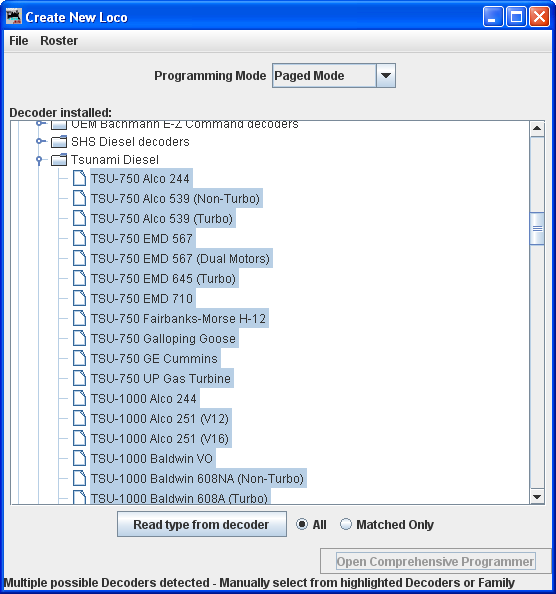 Create New Loco
File Roster
Programming Mode Paged Mode
Decoder installed:
OEM Bachmann E-Z Command decoders
SHS Diesel decoders
Tsunami Diesel
TSU-750 Alco 244
TSU-750 Alco 539 (Non-Turbo)
TSU-750 Alco 539 (Turbo)
TSU-750 EMD 567
TSU-750 EMD 567 (Dual Motors)
TSU-750 EMD 645 (Turbo)
TSU-750 EMD 710
TSU-750 Fairbanks-Morse H-12
TSU-750 Galloping Goose
TSU-750 GE Cummins
TSU-750 UP Gas Turbine
TSU-1000 Alco 244
TSU-1000 Alco 251 (V12)
TSU-1000 Alco 251 (V16)
TSU-1000 Baldwin VO
TSU-1000 Baldwin 608NA (Non-Turbo)
TSU-1000 Baldwin 608A (Turbo)
Read type from decoder All Matched Only
Open Comprehensive Programmer
Multiple possible Decoders detected - Manually select from highlighted Decoders or Family